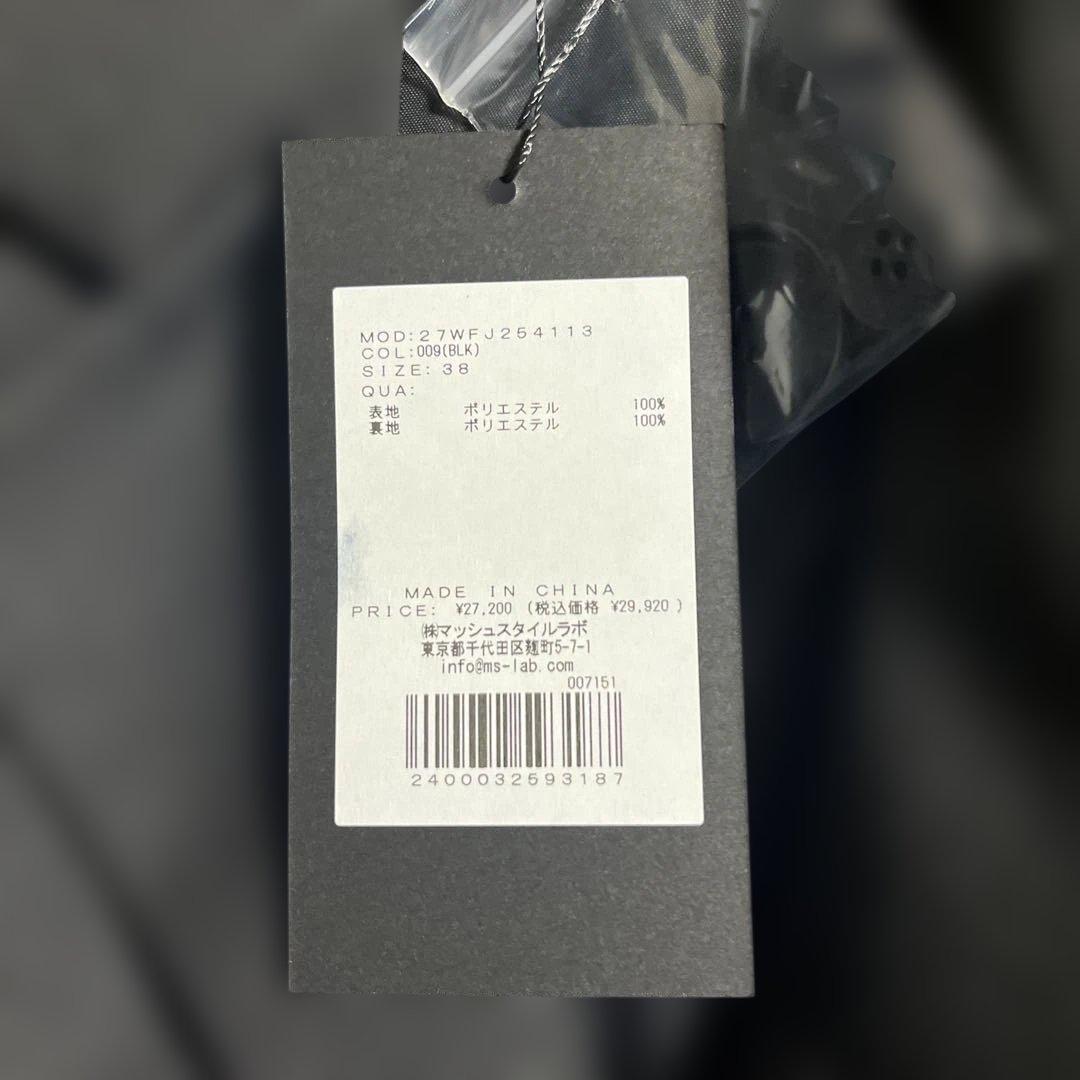 MOD:27WFJ254113
COL:009(BLK)
SIZE:38
QUA:
表地 ポリエステル 100%
裏地 ポリエステル 100%
MADE IN CHINA
PRICE: ¥27,200 (税込価格 ¥29,920 )
㈱マッシュスタイルラボ
東京都千代田区麹町5-7-1
info@ms-lab.com
007151
2400032593187